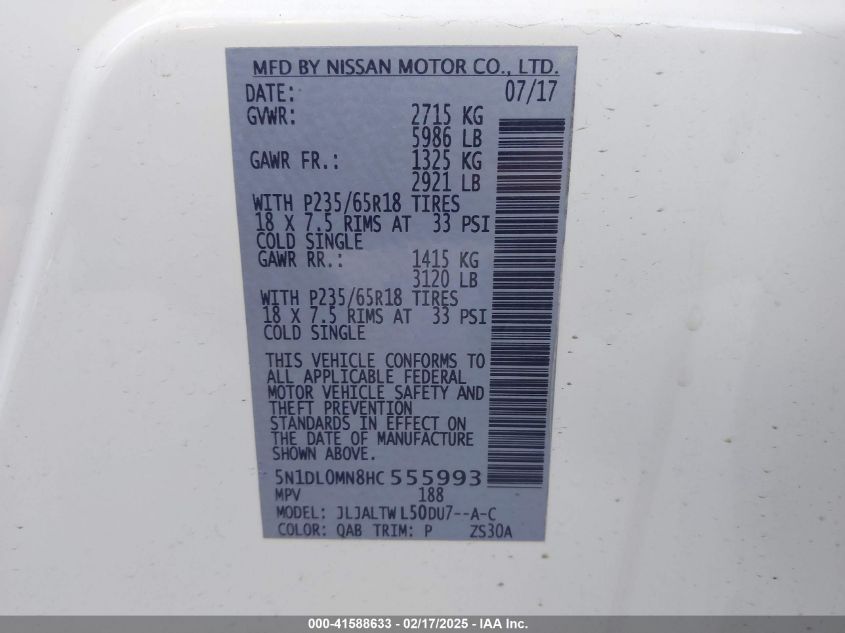 MFD BY NISSAN MOTOR CO., LTD.
DATE: 07/17
GVWR: 2715 KG
5986 LB
GAWR FR.: 1325 KG
2921 LB
WITH P235/65R18 TIRES
18 X 7.5 RIMS AT 33 PSI
COLD SINGLE
GAWR RR.: 1415 KG
3120 LB
WITH P235/65R18 TIRES
18 X 7.5 RIMS AT 33 PSI
COLD SINGLE
THIS VEHICLE CONFORMS TO
ALL APPLICABLE FEDERAL
MOTOR VEHICLE SAFETY AND
THEFT PREVENTION
STANDARDS IN EFFECT ON
THE DATE OF MANUFACTURE
SHOWN ABOVE.
5N1DL0MN8HC 555993
MPV 188
MODEL: JLJALTWL50DU7--A-C
COLOR: QAB TRIM: P ZS30A
000-41588633 - 02/17/2025 - IAA Inc.